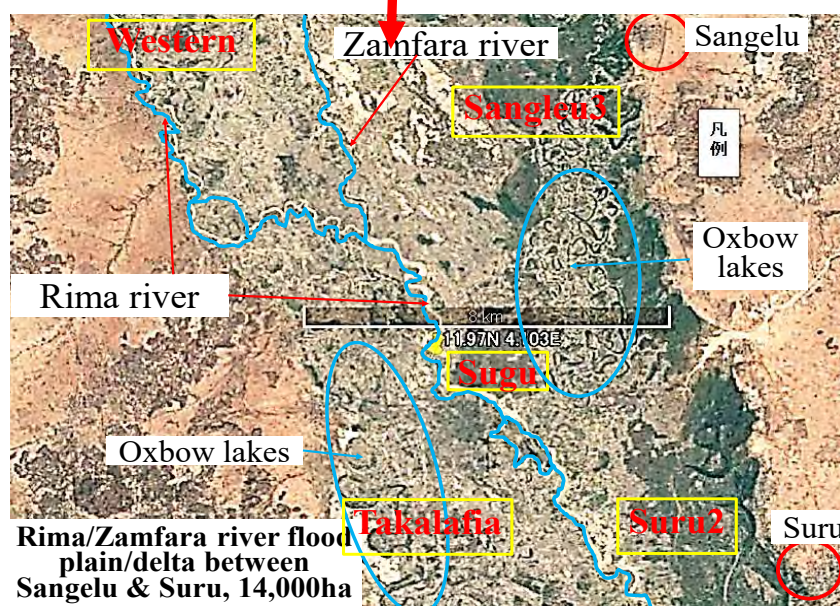 Western
Zamfara river
Sangelu
Sangleu3
凡
例
Oxbow
lakes
Rima river
8 km
11.97N 4.103E
Sugu
Oxbow lakes
Takalafia
Suru2
Suru
Rima/Zamfara river flood
plain/delta between
Sangelu & Suru, 14,000ha